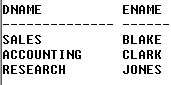 DNAME ENAME
-------------- ----------
SALES BLAKE
ACCOUNTING CLARK
RESEARCH JONES